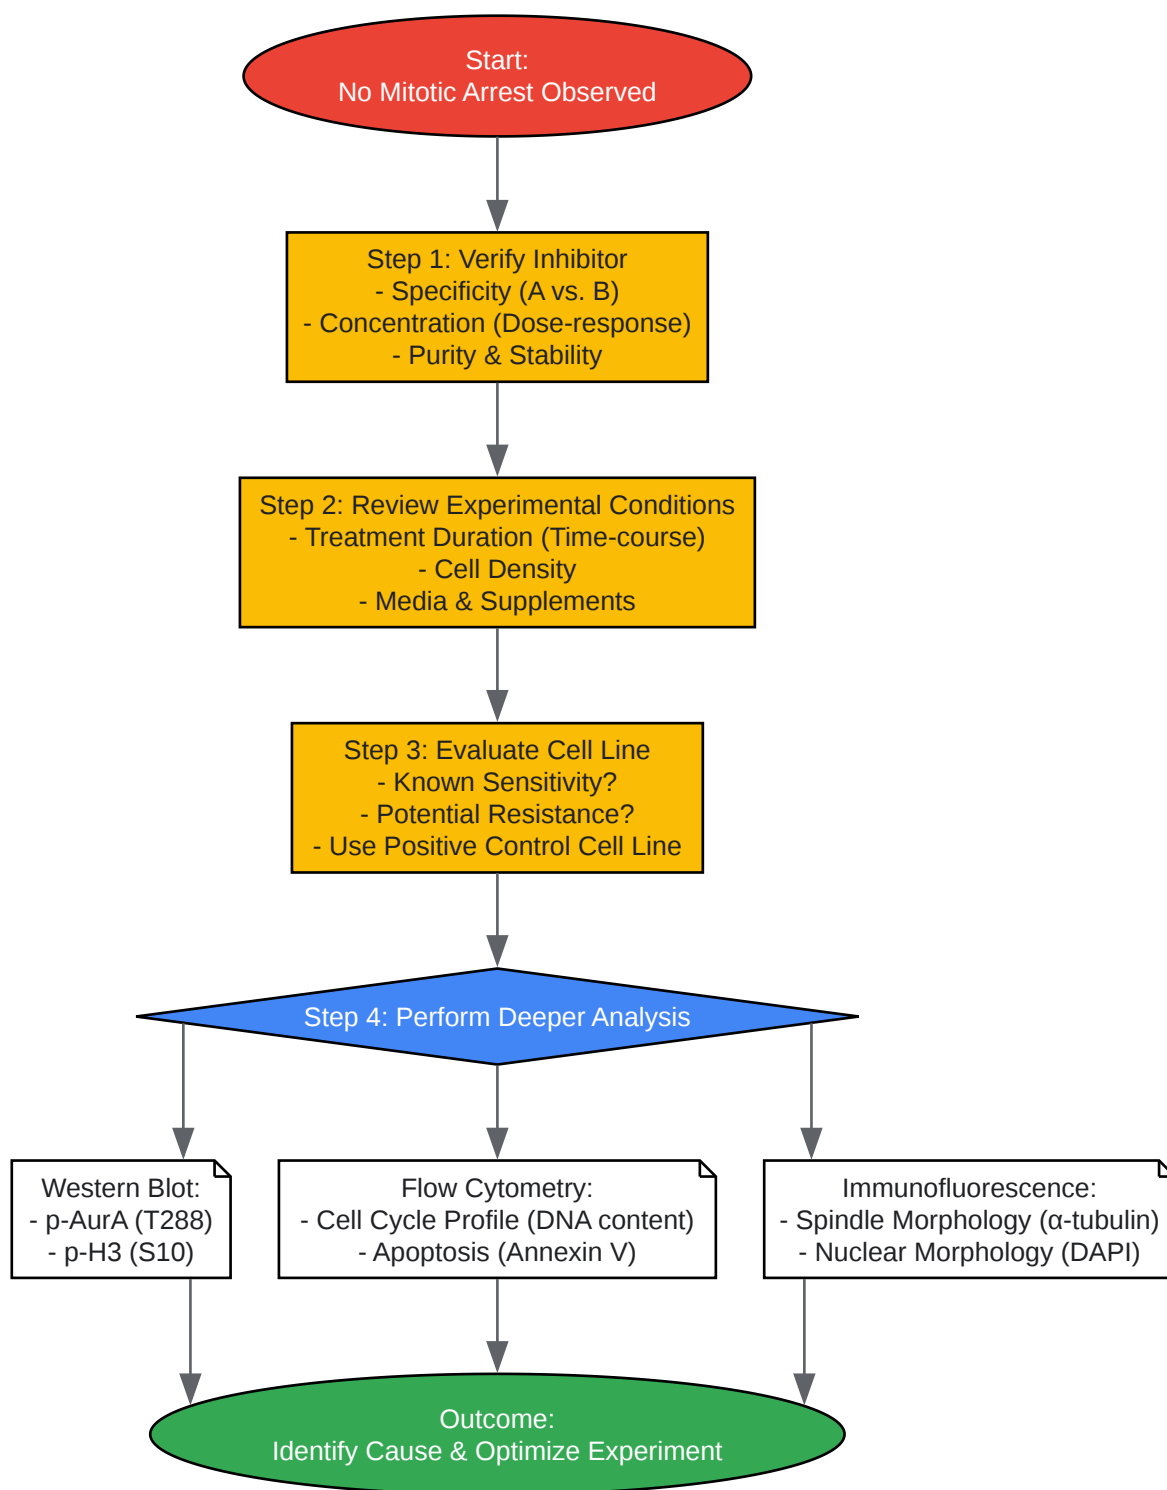 Start:
No Mitotic Arrest Observed
Step 1: Verify Inhibitor
- Specificity (A vs. B)
- Concentration (Dose-response)
- Purity & Stability
Step 2: Review Experimental Conditions
- Treatment Duration (Time-course)
- Cell Density
- Media & Supplements
Step 3: Evaluate Cell Line
- Known Sensitivity?
- Potential Resistance?
- Use Positive Control Cell Line
Step 4: Perform Deeper Analysis
Western Blot:
- p-AurA (T288)
- p-H3 (S10)
Flow Cytometry:
- Cell Cycle Profile (DNA content)
- Apoptosis (Annexin V)
Immunofluorescence:
- Spindle Morphology (α-tubulin)
- Nuclear Morphology (DAPI)
Outcome:
Identify Cause & Optimize Experiment